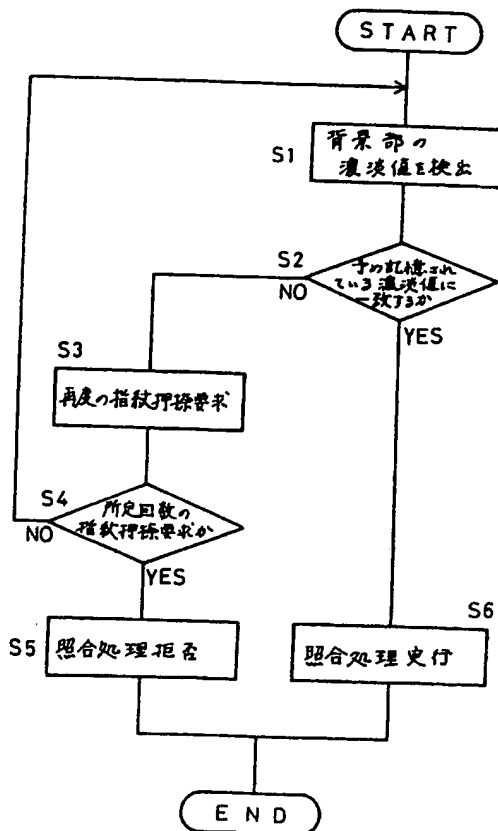 START
S1
背景部の
濃淡値を検出
S2
予め記憶され
ている濃淡値に
一致するか
NO
YES
S3
再度の指紋押捺要求
S4
所定回数の
指紋押捺要求か
NO
YES
S5
照合処理拒否
S6
照合処理実行
END